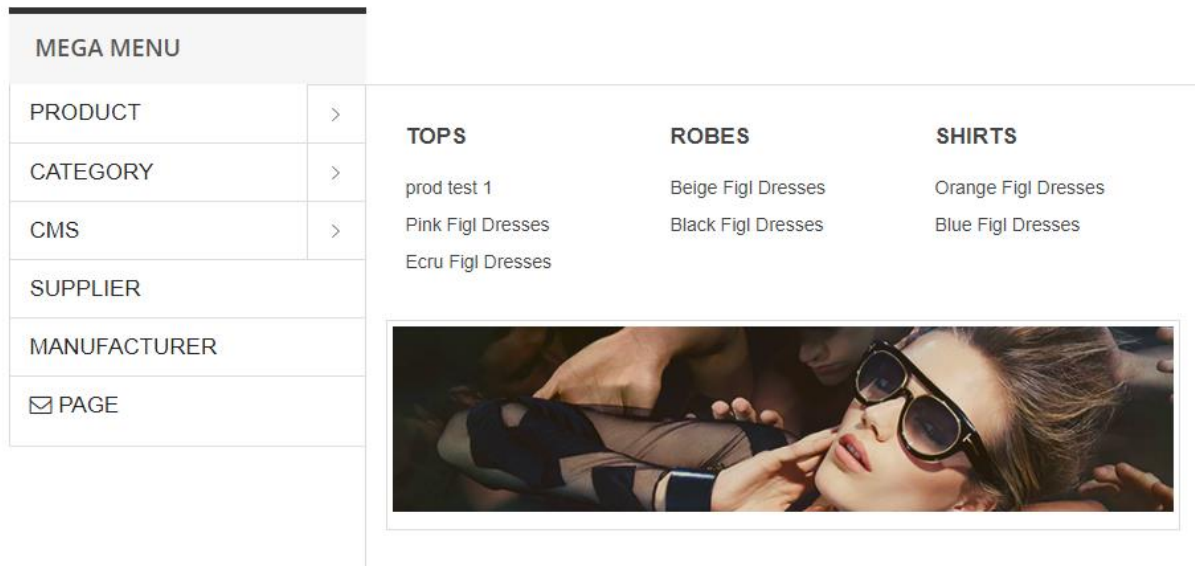 MEGA MENU
PRODUCT
CATEGORY
CMS
SUPPLIER
MANUFACTURER
PAGE
TOPS
prod test 1
Pink Figl Dresses
Ecru Figl Dresses
ROBES
Beige Figl Dresses
Black Figl Dresses
SHIRTS
Orange Figl Dresses
Blue Figl Dresses